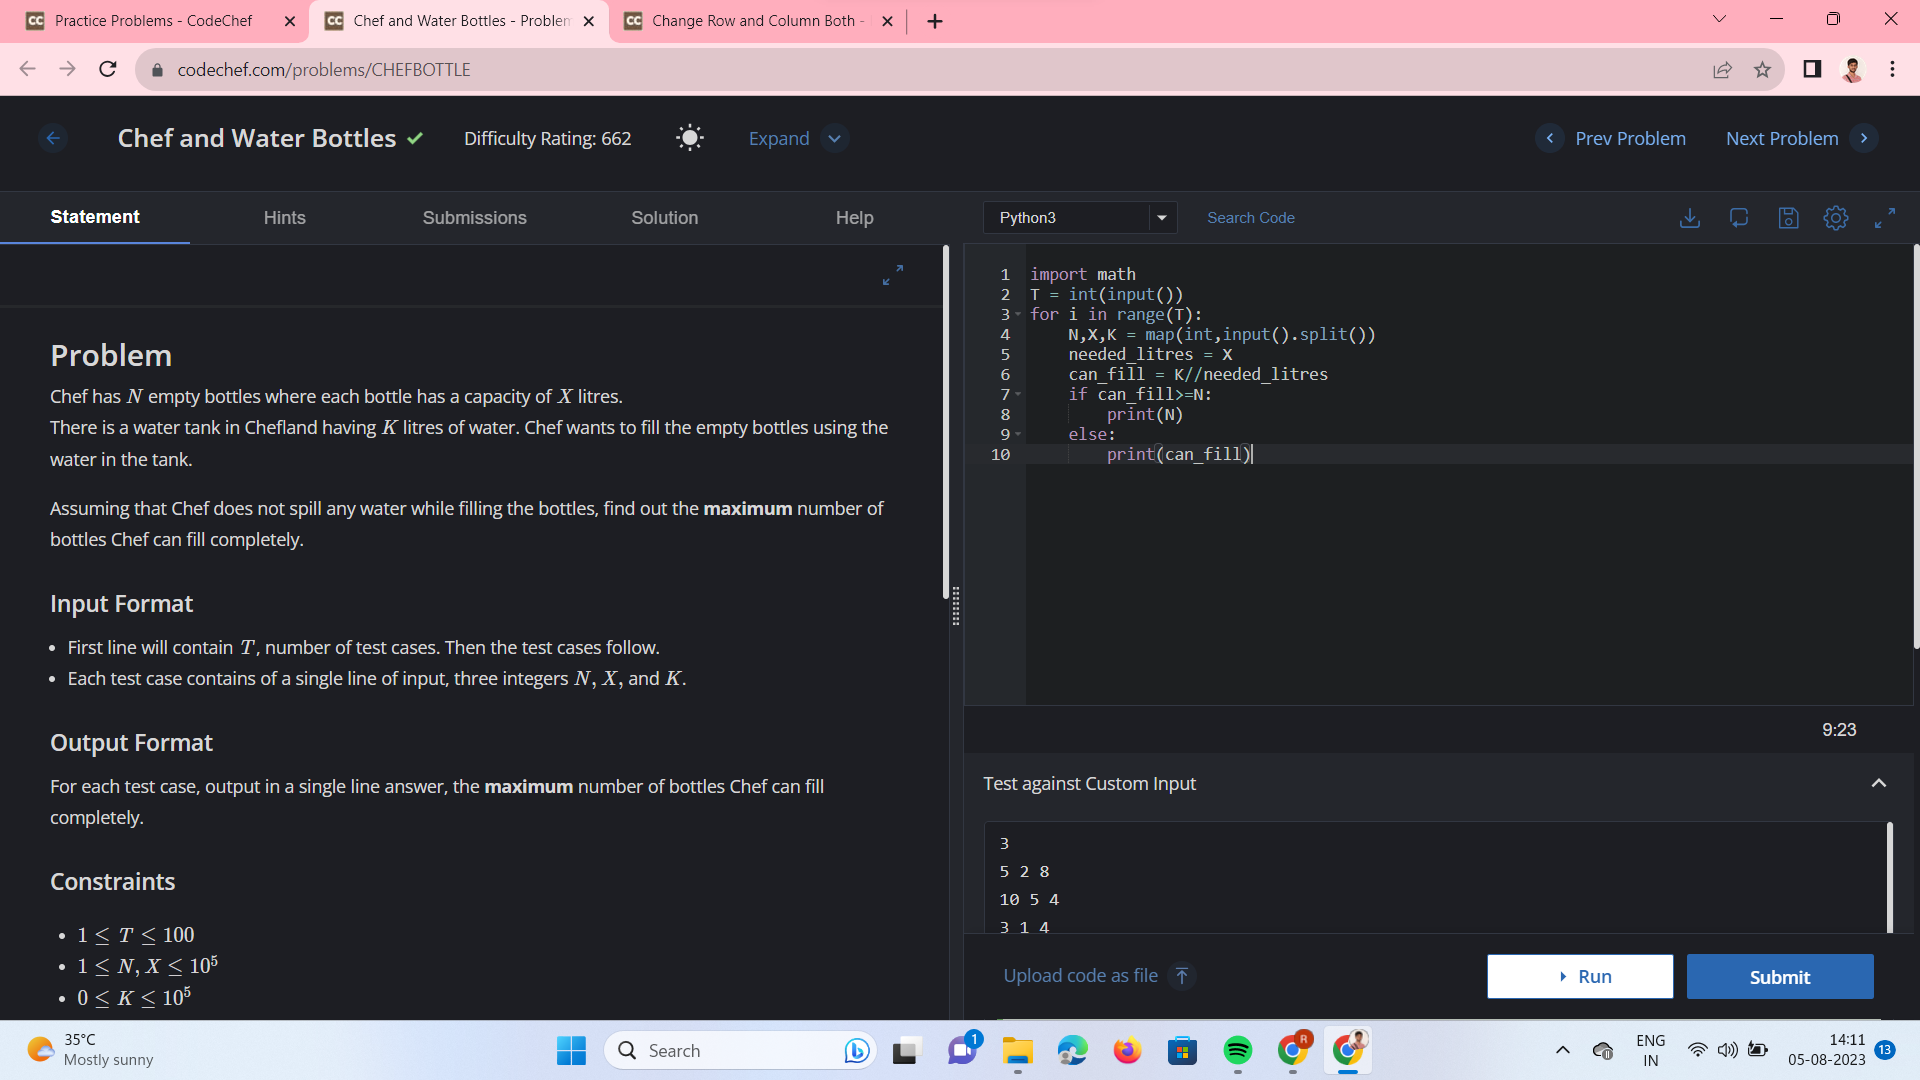 Practice Problems - CodeChef
Chef and Water Bottles - Problem
Change Row and Column Both -
codechef.com/problems/CHEFBOTTLE
Chef and Water Bottles
Difficulty Rating: 662
Expand
Prev Problem
Next Problem
Statement
Hints
Submissions
Solution
Help
Problem
Chef has N empty bottles where each bottle has a capacity of X litres.
There is a water tank in Chefland having K litres of water. Chef wants to fill the empty bottles using the
water in the tank.
Assuming that Chef does not spill any water while filling the bottles, find out the maximum number of
bottles Chef can fill completely.
Input Format
• First line will contain T, number of test cases. Then the test cases follow.
• Each test case contains of a single line of input, three integers N, X, and K.
Output Format
For each test case, output in a single line answer, the maximum number of bottles Chef can fill
completely.
Constraints
• 1 ≤ T ≤ 100
• 1 ≤ N, X ≤ 10⁵
• 0 ≤ K ≤ 10⁵
Python3
Search Code
1 import math
2 T = int(input())
3 for i in range(T):
4     N,X,K = map(int,input().split())
5     needed_litres = X
6     can_fill = K//needed_litres
7     if can_fill>=N:
8         print(N)
9     else:
10         print(can_fill)
9:23
Test against Custom Input
3
5 2 8
10 5 4
3 1 4
Upload code as file
Run
Submit
35°C
Mostly sunny
Search
1
R
ENG
IN
14:11
05-08-2023
13